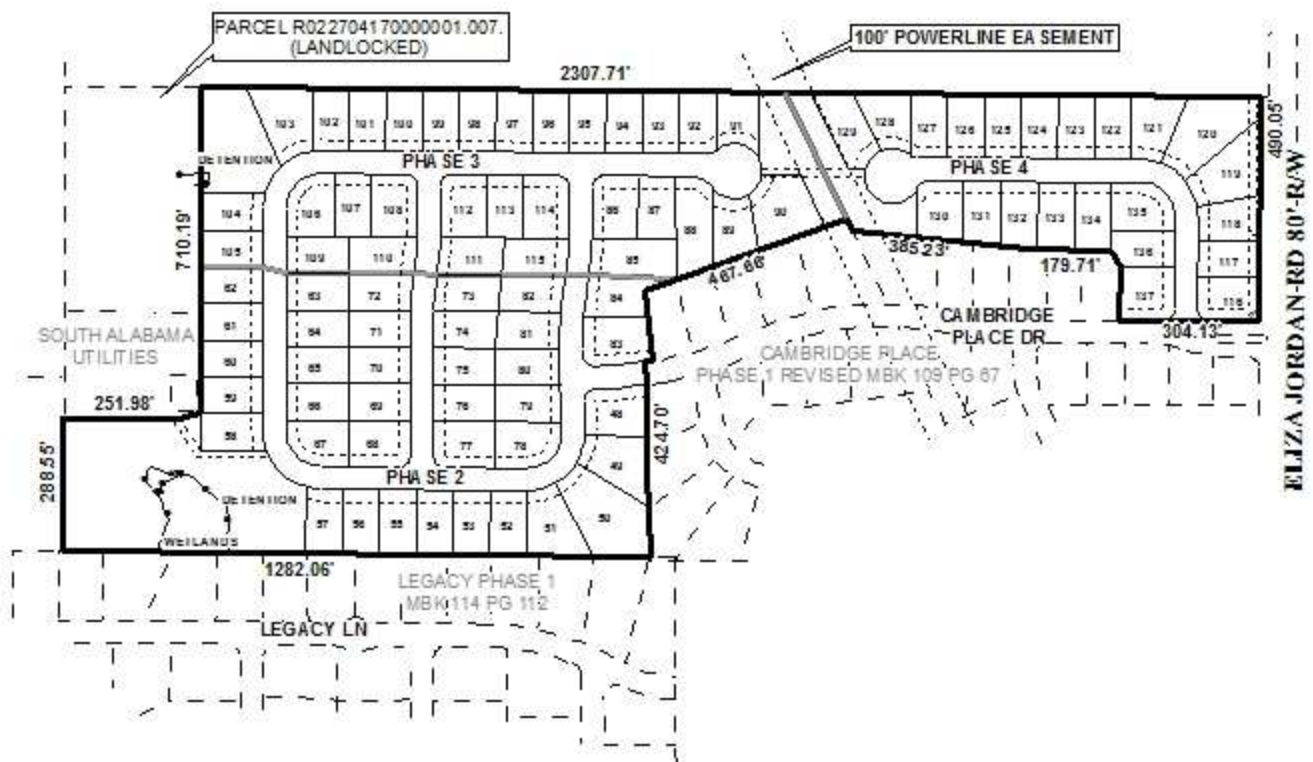 PARCEL R022704170000001.007.
(LANDLOCKED)
100' POWERLINE EASEMENT
2307.71'
490.05'
ELIZA JORDAN RD 80'-R/W
103 102 101 100 99 98 97 96 95 94 93 92 91
129 128 127 126 125 124 123 122 121 120
119
118
117
116
DETENTION
PHASE 3
PHASE 4
104
105
106 107 108
112 113 114
86 87
88 89 90
130 131 132 133 134 135
136
137
109 110
111 115
85
84
83
710.19'
467.66'
385.23'
179.71'
304.13'
62
61
60
59
58
63 72
64 71
65 70
66 69
67 68
73 82
74 81
75 80
76 79
77 78
48
49
50
SOUTH ALABAMA
UTILITIES
CAMBRIDGE
PLACE DR
CAMBRIDGE PLACE
PHASE 1 REVISED MBK 109 PG 67
251.98'
288.55'
424.70'
PHASE 2
DETENTION
WETLANDS
57 56 55 54 53 52 51
1282.06'
LEGACY PHASE 1
MBK 114 PG 112
LEGACY LN